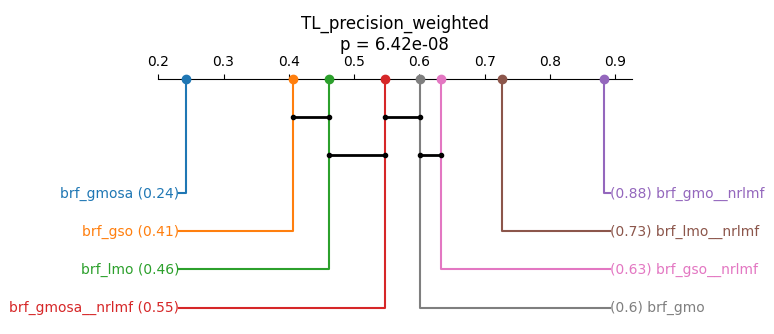 TL_precision_weighted
p = 6.42e-08
0.2 0.3 0.4 0.5 0.6 0.7 0.8 0.9
brf_gmosa (0.24) (0.88) brf_gmo__nrlmf
brf_gso (0.41) (0.73) brf_lmo__nrlmf
brf_lmo (0.46) (0.63) brf_gso__nrlmf
brf_gmosa__nrlmf (0.55) (0.6) brf_gmo